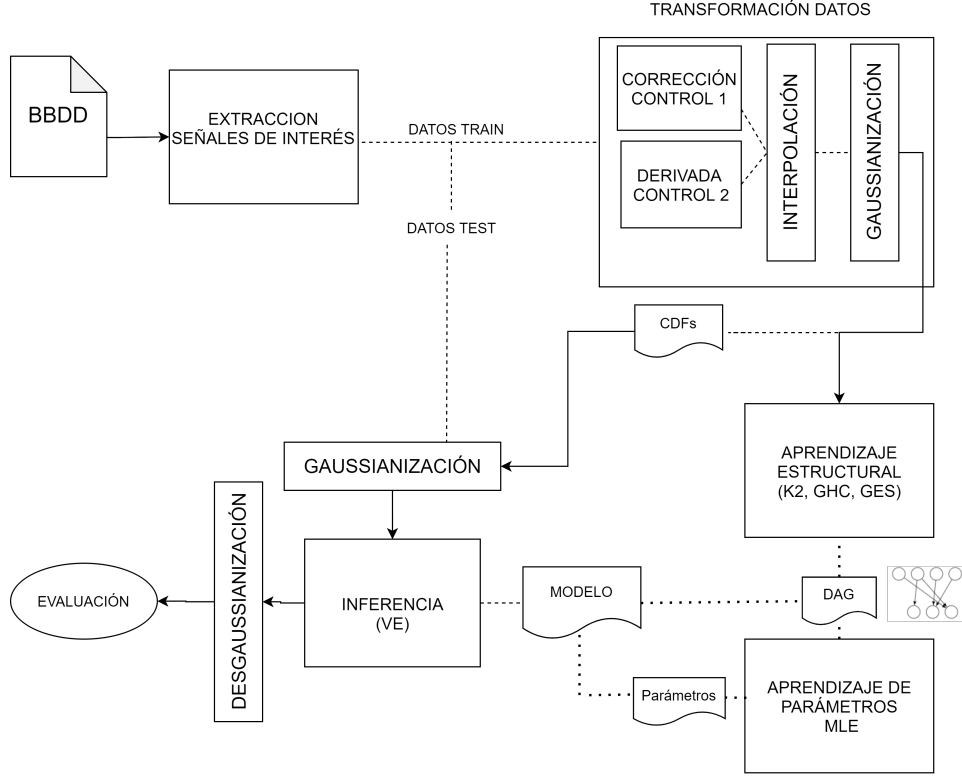 TRANSFORMACIÓN DATOS
BBDD
EXTRACCION
SEÑALES DE INTERÉS
DATOS TRAIN
DATOS TEST
CORRECCIÓN
CONTROL 1
DERIVADA
CONTROL 2
INTERPOLACIÓN
GAUSSIANIZACIÓN
CDFs
APRENDIZAJE
ESTRUCTURAL
(K2, GHC, GES)
GAUSSIANIZACIÓN
DESGAUSSIANIZACIÓN
EVALUACIÓN
INFERENCIA
(VE)
MODELO
DAG
Parámetros
APRENDIZAJE DE
PARÁMETROS
MLE